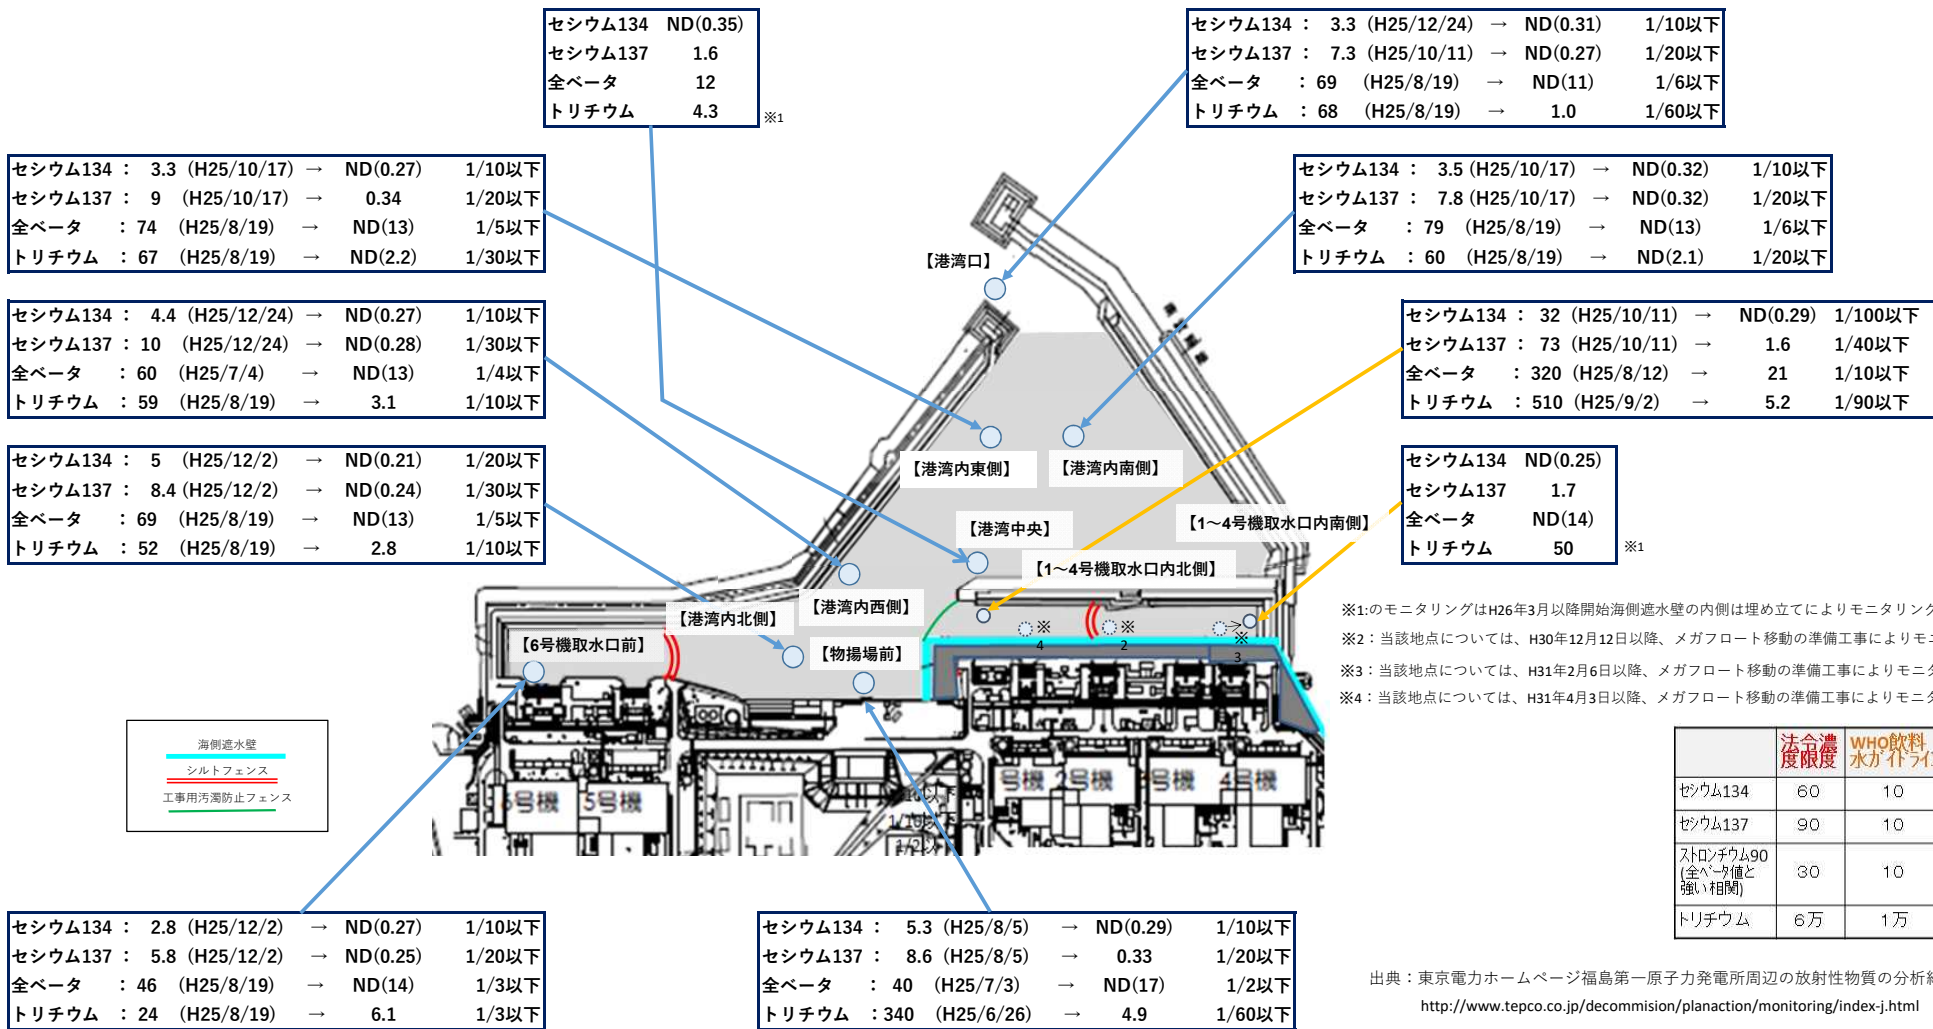 セシウム134 ND(0.35)
セシウム137 1.6
全ベータ 12
トリチウム 4.3
※1
セシウム134 : 3.3 (H25/12/24) → ND(0.31) 1/10以下
セシウム137 : 7.3 (H25/10/11) → ND(0.27) 1/20以下
全ベータ : 69 (H25/8/19) → ND(11) 1/6以下
トリチウム : 68 (H25/8/19) → 1.0 1/60以下
セシウム134 : 3.3 (H25/10/17) → ND(0.27) 1/10以下
セシウム137 : 9 (H25/10/17) → 0.34 1/20以下
全ベータ : 74 (H25/8/19) → ND(13) 1/5以下
トリチウム : 67 (H25/8/19) → ND(2.2) 1/30以下
セシウム134 : 3.5 (H25/10/17) → ND(0.32) 1/10以下
セシウム137 : 7.8 (H25/10/17) → ND(0.32) 1/20以下
全ベータ : 79 (H25/8/19) → ND(13) 1/6以下
トリチウム : 60 (H25/8/19) → ND(2.1) 1/20以下
セシウム134 : 4.4 (H25/12/24) → ND(0.27) 1/10以下
セシウム137 : 10 (H25/12/24) → ND(0.28) 1/30以下
全ベータ : 60 (H25/7/4) → ND(13) 1/4以下
トリチウム : 59 (H25/8/19) → 3.1 1/10以下
セシウム134 : 32 (H25/10/11) → ND(0.29) 1/100以下
セシウム137 : 73 (H25/10/11) → 1.6 1/40以下
全ベータ : 320 (H25/8/12) → 21 1/10以下
トリチウム : 510 (H25/9/2) → 5.2 1/90以下
セシウム134 : 5 (H25/12/2) → ND(0.21) 1/20以下
セシウム137 : 8.4 (H25/12/2) → ND(0.24) 1/30以下
全ベータ : 69 (H25/8/19) → ND(13) 1/5以下
トリチウム : 52 (H25/8/19) → 2.8 1/10以下
セシウム134 ND(0.25)
セシウム137 1.7
全ベータ ND(14)
トリチウム 50
※1
【港湾口】
【港湾内東側】
【港湾内南側】
【港湾中央】
【1～4号機取水口内南側】
【1～4号機取水口内北側】
【港湾内西側】
【港湾内北側】
【6号機取水口前】
【物揚場前】
※4
※2
※3
※1:のモニタリングはH26年3月以降開始海側遮水壁の内側は埋め立てによりモニタリング
※2：当該地点については、H30年12月12日以降、メガフロート移動の準備工事によりモニ
※3：当該地点については、H31年2月6日以降、メガフロート移動の準備工事によりモニタ
※4：当該地点については、H31年4月3日以降、メガフロート移動の準備工事によりモニタ
海側遮水壁
シルトフェンス
工事用汚濁防止フェンス
6号機 5号機
号機 2号機 号機 4号機
1/10以下
1/2以
法令濃度限度 WHO飲料水ガイドライン
セシウム134 60 10
セシウム137 90 10
ストロンチウム90
(全ベータ値と
強い相関) 30 10
トリチウム 6万 1万
セシウム134 : 2.8 (H25/12/2) → ND(0.27) 1/10以下
セシウム137 : 5.8 (H25/12/2) → ND(0.25) 1/20以下
全ベータ : 46 (H25/8/19) → ND(14) 1/3以下
トリチウム : 24 (H25/8/19) → 6.1 1/3以下
セシウム134 : 5.3 (H25/8/5) → ND(0.29) 1/10以下
セシウム137 : 8.6 (H25/8/5) → 0.33 1/20以下
全ベータ : 40 (H25/7/3) → ND(17) 1/2以下
トリチウム : 340 (H25/6/26) → 4.9 1/60以下
出典：東京電力ホームページ福島第一原子力発電所周辺の放射性物質の分析結
http://www.tepco.co.jp/decommision/planaction/monitoring/index-j.html